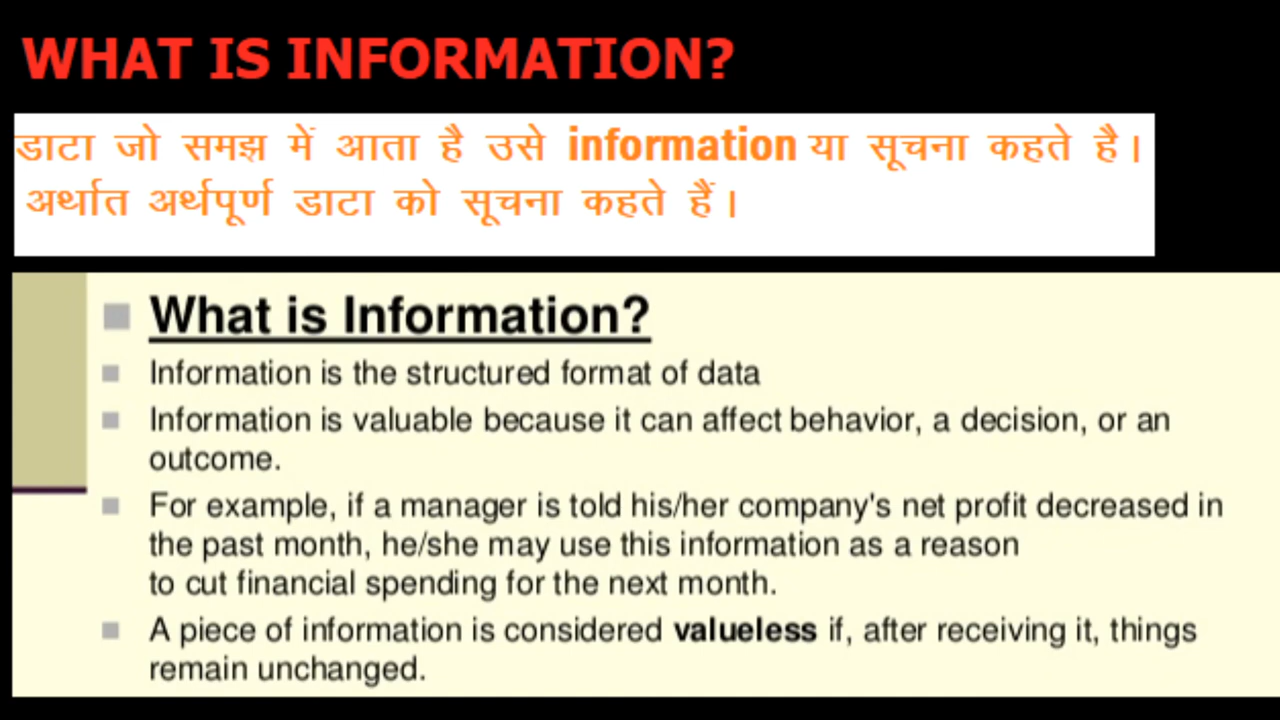 WHAT IS INFORMATION?
डाटा जो समझ में आता है उसे information या सूचना कहते है।
अर्थात अर्थपूर्ण डाटा को सूचना कहते हैं।
What is Information?
Information is the structured format of data
Information is valuable because it can affect behavior, a decision, or an
outcome.
For example, if a manager is told his/her company's net profit decreased in
the past month, he/she may use this information as a reason
to cut financial spending for the next month.
A piece of information is considered valueless if, after receiving it, things
remain unchanged.